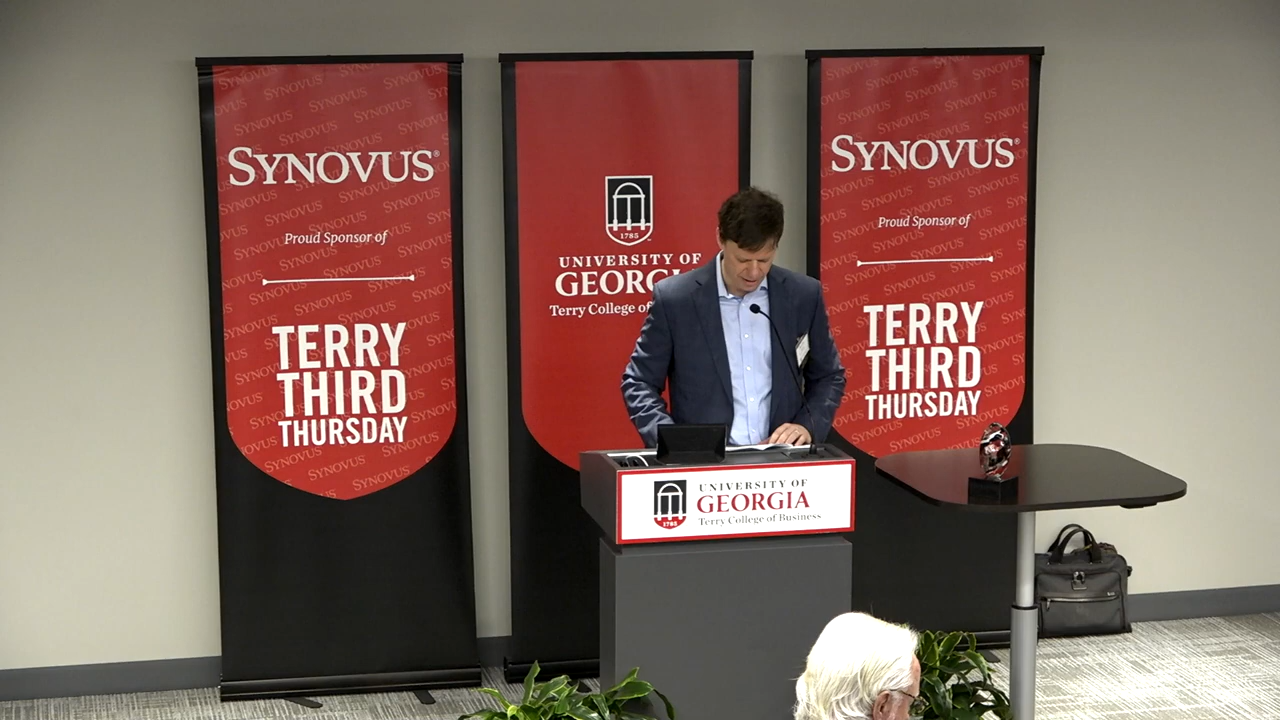 SYNOVUS®
Proud Sponsor of
TERRY
THIRD
THURSDAY
1785
UNIVERSITY OF
GEORGIA
Terry College of
SYNOVUS®
Proud Sponsor of
TERRY
THIRD
THURSDAY
1785
UNIVERSITY OF
GEORGIA
Terry College of Business